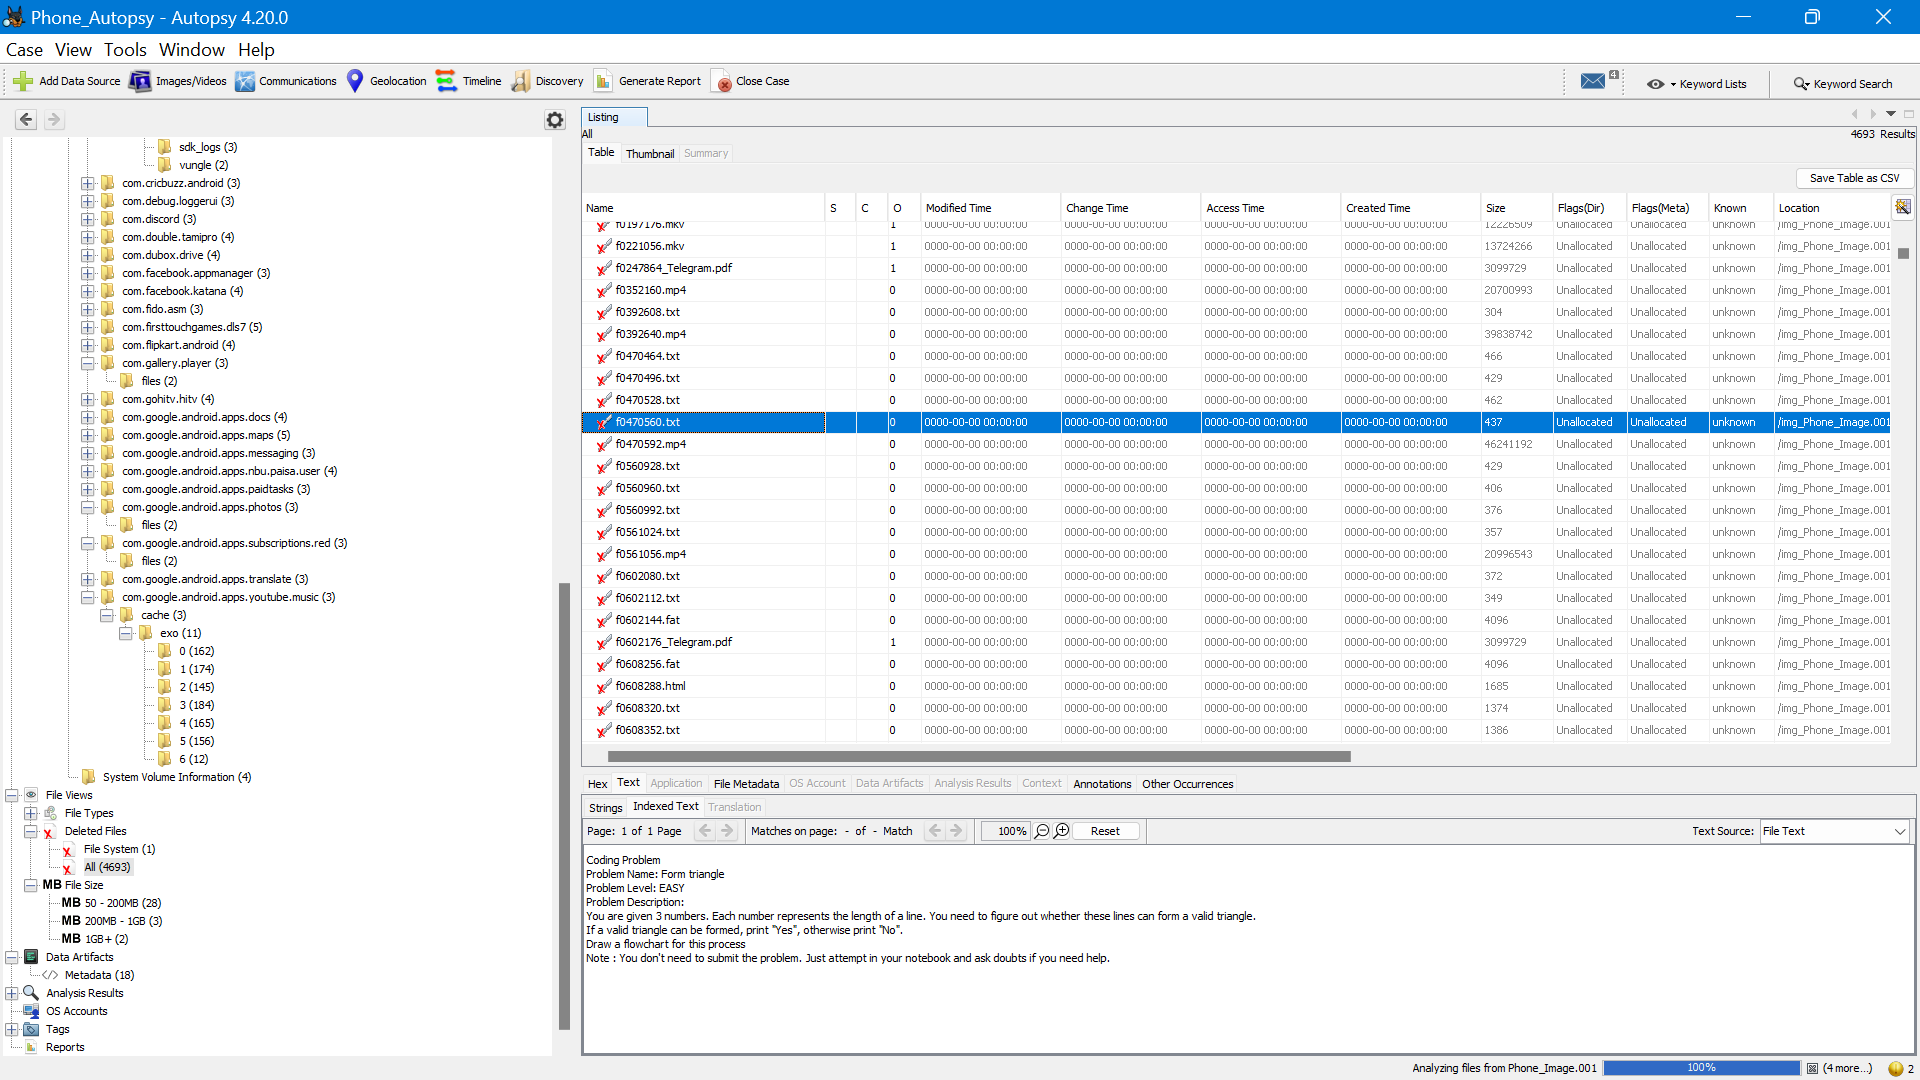 Phone_Autopsy - Autopsy 4.20.0
Case View Tools Window Help
Add Data Source Images/Videos Communications Geolocation Timeline Discovery Generate Report Close Case 4 Keyword Lists Keyword Search
sdk_logs (3)
vungle (2)
com.cricbuzz.android (3)
com.debug.loggerui (3)
com.discord (3)
com.double.tamipro (4)
com.dubox.drive (4)
com.facebook.appmanager (3)
com.facebook.katana (4)
com.fido.asm (3)
com.firsttouchgames.dls7 (5)
com.flipkart.android (4)
com.gallery.player (3)
files (2)
com.gohitv.hitv (4)
com.google.android.apps.docs (4)
com.google.android.apps.maps (5)
com.google.android.apps.messaging (3)
com.google.android.apps.nbu.paisa.user (4)
com.google.android.apps.paidtasks (3)
com.google.android.apps.photos (3)
files (2)
com.google.android.apps.subscriptions.red (3)
files (2)
com.google.android.apps.translate (3)
com.google.android.apps.youtube.music (3)
cache (3)
exo (11)
0 (162)
1 (174)
2 (145)
3 (184)
4 (165)
5 (156)
6 (12)
System Volume Information (4)
File Views
File Types
Deleted Files
File System (1)
All (4693)
MB File Size
MB 50 - 200MB (28)
MB 200MB - 1GB (3)
MB 1GB+ (2)
Data Artifacts
Metadata (18)
Analysis Results
OS Accounts
Tags
Reports
Listing
All
4693 Results
Table Thumbnail Summary
Save Table as CSV
Name S C O Modified Time Change Time Access Time Created Time Size Flags(Dir) Flags(Meta) Known Location
f0197176.mkv 1 0000-00-00 00:00:00 0000-00-00 00:00:00 0000-00-00 00:00:00 0000-00-00 00:00:00 12226509 Unallocated Unallocated unknown /img_Phone_Image.001
f0221056.mkv 1 0000-00-00 00:00:00 0000-00-00 00:00:00 0000-00-00 00:00:00 0000-00-00 00:00:00 13724266 Unallocated Unallocated unknown /img_Phone_Image.001
f0247864_Telegram.pdf 1 0000-00-00 00:00:00 0000-00-00 00:00:00 0000-00-00 00:00:00 0000-00-00 00:00:00 3099729 Unallocated Unallocated unknown /img_Phone_Image.001
f0352160.mp4 0 0000-00-00 00:00:00 0000-00-00 00:00:00 0000-00-00 00:00:00 0000-00-00 00:00:00 20700993 Unallocated Unallocated unknown /img_Phone_Image.001
f0392608.txt 0 0000-00-00 00:00:00 0000-00-00 00:00:00 0000-00-00 00:00:00 0000-00-00 00:00:00 304 Unallocated Unallocated unknown /img_Phone_Image.001
f0392640.mp4 0 0000-00-00 00:00:00 0000-00-00 00:00:00 0000-00-00 00:00:00 0000-00-00 00:00:00 39838742 Unallocated Unallocated unknown /img_Phone_Image.001
f0470464.txt 0 0000-00-00 00:00:00 0000-00-00 00:00:00 0000-00-00 00:00:00 0000-00-00 00:00:00 466 Unallocated Unallocated unknown /img_Phone_Image.001
f0470496.txt 0 0000-00-00 00:00:00 0000-00-00 00:00:00 0000-00-00 00:00:00 0000-00-00 00:00:00 429 Unallocated Unallocated unknown /img_Phone_Image.001
f0470528.txt 0 0000-00-00 00:00:00 0000-00-00 00:00:00 0000-00-00 00:00:00 0000-00-00 00:00:00 462 Unallocated Unallocated unknown /img_Phone_Image.001
f0470560.txt 0 0000-00-00 00:00:00 0000-00-00 00:00:00 0000-00-00 00:00:00 0000-00-00 00:00:00 437 Unallocated Unallocated unknown /img_Phone_Image.001
f0470592.mp4 0 0000-00-00 00:00:00 0000-00-00 00:00:00 0000-00-00 00:00:00 0000-00-00 00:00:00 46241192 Unallocated Unallocated unknown /img_Phone_Image.001
f0560928.txt 0 0000-00-00 00:00:00 0000-00-00 00:00:00 0000-00-00 00:00:00 0000-00-00 00:00:00 429 Unallocated Unallocated unknown /img_Phone_Image.001
f0560960.txt 0 0000-00-00 00:00:00 0000-00-00 00:00:00 0000-00-00 00:00:00 0000-00-00 00:00:00 406 Unallocated Unallocated unknown /img_Phone_Image.001
f0560992.txt 0 0000-00-00 00:00:00 0000-00-00 00:00:00 0000-00-00 00:00:00 0000-00-00 00:00:00 376 Unallocated Unallocated unknown /img_Phone_Image.001
f0561024.txt 0 0000-00-00 00:00:00 0000-00-00 00:00:00 0000-00-00 00:00:00 0000-00-00 00:00:00 357 Unallocated Unallocated unknown /img_Phone_Image.001
f0561056.mp4 0 0000-00-00 00:00:00 0000-00-00 00:00:00 0000-00-00 00:00:00 0000-00-00 00:00:00 20996543 Unallocated Unallocated unknown /img_Phone_Image.001
f0602080.txt 0 0000-00-00 00:00:00 0000-00-00 00:00:00 0000-00-00 00:00:00 0000-00-00 00:00:00 372 Unallocated Unallocated unknown /img_Phone_Image.001
f0602112.txt 0 0000-00-00 00:00:00 0000-00-00 00:00:00 0000-00-00 00:00:00 0000-00-00 00:00:00 349 Unallocated Unallocated unknown /img_Phone_Image.001
f0602144.fat 0 0000-00-00 00:00:00 0000-00-00 00:00:00 0000-00-00 00:00:00 0000-00-00 00:00:00 4096 Unallocated Unallocated unknown /img_Phone_Image.001
f0602176_Telegram.pdf 1 0000-00-00 00:00:00 0000-00-00 00:00:00 0000-00-00 00:00:00 0000-00-00 00:00:00 3099729 Unallocated Unallocated unknown /img_Phone_Image.001
f0608256.fat 0 0000-00-00 00:00:00 0000-00-00 00:00:00 0000-00-00 00:00:00 0000-00-00 00:00:00 4096 Unallocated Unallocated unknown /img_Phone_Image.001
f0608288.html 0 0000-00-00 00:00:00 0000-00-00 00:00:00 0000-00-00 00:00:00 0000-00-00 00:00:00 1685 Unallocated Unallocated unknown /img_Phone_Image.001
f0608320.txt 0 0000-00-00 00:00:00 0000-00-00 00:00:00 0000-00-00 00:00:00 0000-00-00 00:00:00 1374 Unallocated Unallocated unknown /img_Phone_Image.001
f0608352.txt 0 0000-00-00 00:00:00 0000-00-00 00:00:00 0000-00-00 00:00:00 0000-00-00 00:00:00 1386 Unallocated Unallocated unknown /img_Phone_Image.001
Hex Text Application File Metadata OS Account Data Artifacts Analysis Results Context Annotations Other Occurrences
Strings Indexed Text Translation
Page: 1 of 1 Page Matches on page: - of - Match 100% Reset Text Source: File Text
Coding Problem
Problem Name: Form triangle
Problem Level: EASY
Problem Description:
You are given 3 numbers. Each number represents the length of a line. You need to figure out whether these lines can form a valid triangle.
If a valid triangle can be formed, print "Yes", otherwise print "No".
Draw a flowchart for this process
Note : You don't need to submit the problem. Just attempt in your notebook and ask doubts if you need help.
Analyzing files from Phone_Image.001 100% (4 more...) 2